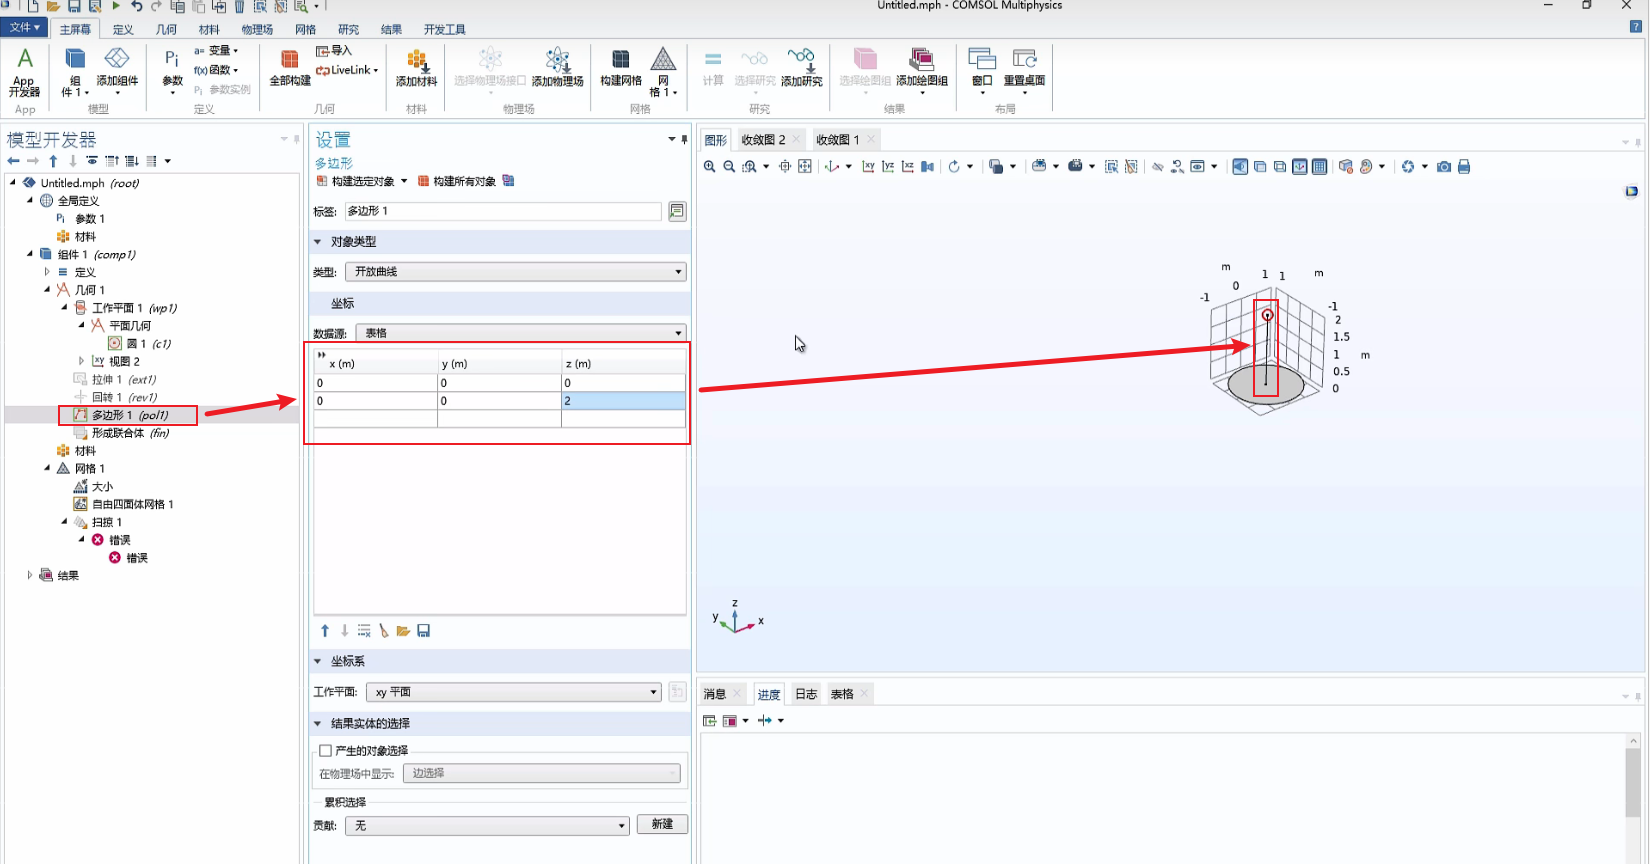 Untitled.mph - COMSOL Multiphysics
文件
主屏幕
定义
几何
材料
物理场
网格
研究
结果
开发工具
App
开发器
组
件 1
添加组件
Pi
参数
a= 变量
f(x) 函数
Pi 参数实例
全部构建
导入
LiveLink
添加材料
选择物理场接口
添加物理场
构建网格
网
格 1
计算
选择研究
添加研究
选择绘图组
添加绘图组
窗口
重置桌面
App
模型
定义
几何
材料
物理场
网格
研究
结果
布局
模型开发器
Untitled.mph (root)
全局定义
Pi 参数 1
材料
组件 1 (comp1)
定义
几何 1
工作平面 1 (wp1)
平面几何
圆 1 (c1)
视图 2
拉伸 1 (ext1)
回转 1 (rev1)
多边形 1 (pol1)
形成联合体 (fin)
材料
网格 1
大小
自由四面体网格 1
扫掠 1
错误
错误
结果
设置
多边形
构建选定对象
构建所有对象
标签: 多边形 1
对象类型
类型: 开放曲线
坐标
数据源: 表格
x (m) y (m) z (m)
0 0 0
0 0 2
坐标系
工作平面: xy 平面
结果实体的选择
产生的对象选择
在物理场中显示: 边选择
累积选择
贡献: 无 新建
图形
收敛图 2
收敛图 1
m
1
1
m
0
-1
-1
2
1.5
1
m
0.5
0
z
y
x
消息
进度
日志
表格